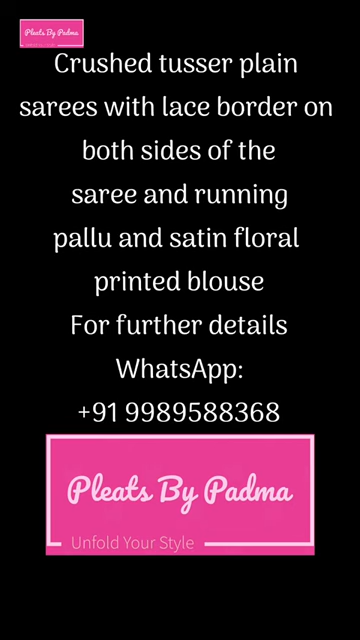 Pleats By Padma
Crushed tusser plain
sarees with lace border on
both sides of the
saree and running
pallu and satin floral
printed blouse
For further details
WhatsApp:
+91 9989588368
Pleats By Padma
Unfold Your Style